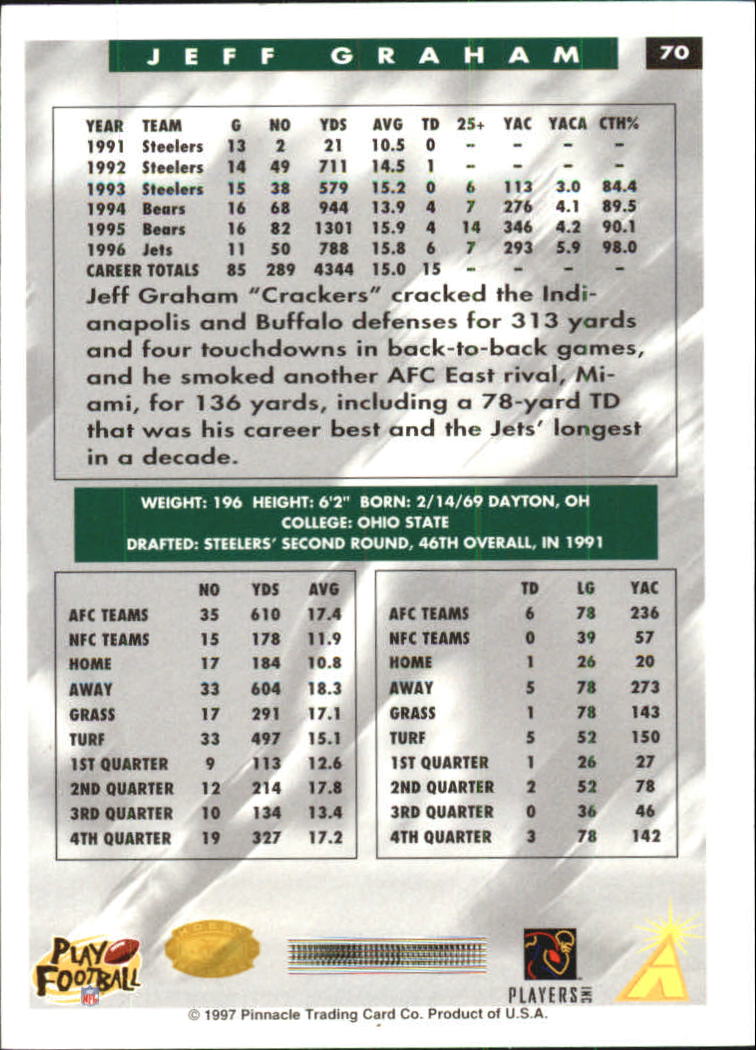 JEFF GRAHAM 70
YEAR TEAM G NO YDS AVG TD 25+ YAC YACA CTH%
1991 Steelers 13 2 21 10.5 0 - - - -
1992 Steelers 14 49 711 14.5 1 - - - -
1993 Steelers 15 38 579 15.2 0 6 113 3.0 84.4
1994 Bears 16 68 944 13.9 4 7 276 4.1 89.5
1995 Bears 16 82 1301 15.9 4 14 346 4.2 90.1
1996 Jets 11 50 788 15.8 6 7 293 5.9 98.0
CAREER TOTALS 85 289 4344 15.0 15 - - - -
Jeff Graham "Crackers" cracked the Indi-
anapolis and Buffalo defenses for 313 yards
and four touchdowns in back-to-back games,
and he smoked another AFC East rival, Mi-
ami, for 136 yards, including a 78-yard TD
that was his career best and the Jets' longest
in a decade.
WEIGHT: 196 HEIGHT: 6'2" BORN: 2/14/69 DAYTON, OH
COLLEGE: OHIO STATE
DRAFTED: STEELERS' SECOND ROUND, 46TH OVERALL, IN 1991
NO YDS AVG
AFC TEAMS 35 610 17.4
NFC TEAMS 15 178 11.9
HOME 17 184 10.8
AWAY 33 604 18.3
GRASS 17 291 17.1
TURF 33 497 15.1
1ST QUARTER 9 113 12.6
2ND QUARTER 12 214 17.8
3RD QUARTER 10 134 13.4
4TH QUARTER 19 327 17.2
TD LG YAC
AFC TEAMS 6 78 236
NFC TEAMS 0 39 57
HOME 1 26 20
AWAY 5 78 273
GRASS 1 78 143
TURF 5 52 150
1ST QUARTER 1 26 27
2ND QUARTER 2 52 78
3RD QUARTER 0 36 46
4TH QUARTER 3 78 142
PLAY
FOOTBALL
NFL
HOBBY
PLAYERS INC
© 1997 Pinnacle Trading Card Co. Product of U.S.A.